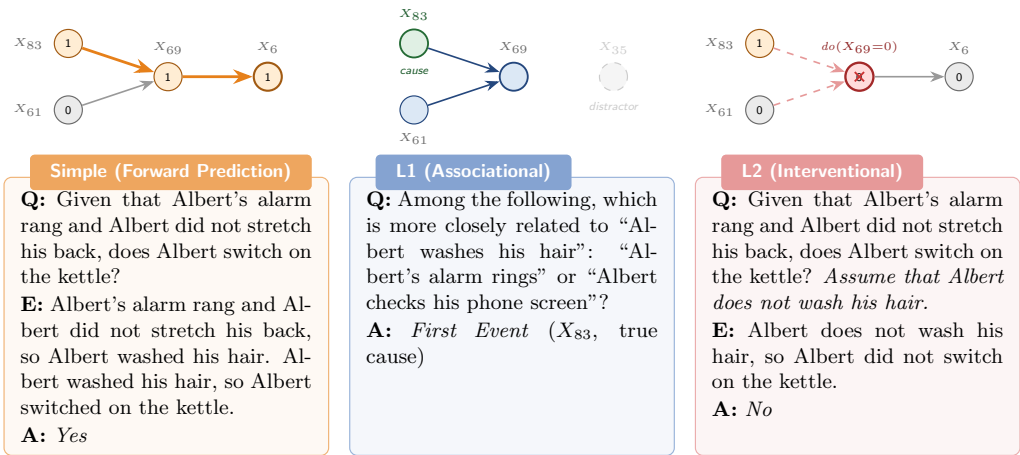 X83
1
X69
X6
1
1
X61
0
X83
cause
X69
X35
distractor
X61
X83
1
do(X69=0)
X6
0
X61
0
Simple (Forward Prediction)
Q: Given that Albert's alarm
rang and Albert did not stretch
his back, does Albert switch on
the kettle?
E: Albert's alarm rang and Al-
bert did not stretch his back,
so Albert washed his hair. Al-
bert washed his hair, so Albert
switched on the kettle.
A: Yes
L1 (Associational)
Q: Among the following, which
is more closely related to “Al-
bert washes his hair”: “Al-
bert's alarm rings” or “Albert
checks his phone screen”?
A: First Event (X83, true
cause)
L2 (Interventional)
Q: Given that Albert's alarm
rang and Albert did not stretch
his back, does Albert switch on
the kettle? Assume that Albert
does not wash his hair.
E: Albert does not wash his
hair, so Albert did not switch
on the kettle.
A: No